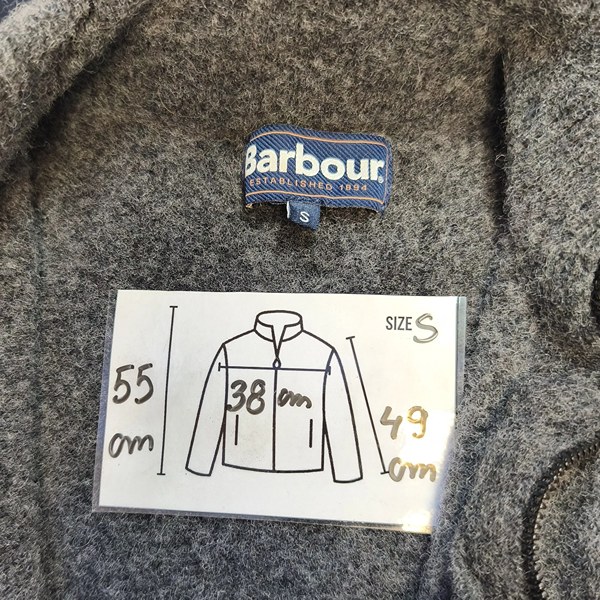 Barbour
ESTABLISHED 1894
S
SIZE S
55
cm
38 cm
49
cm